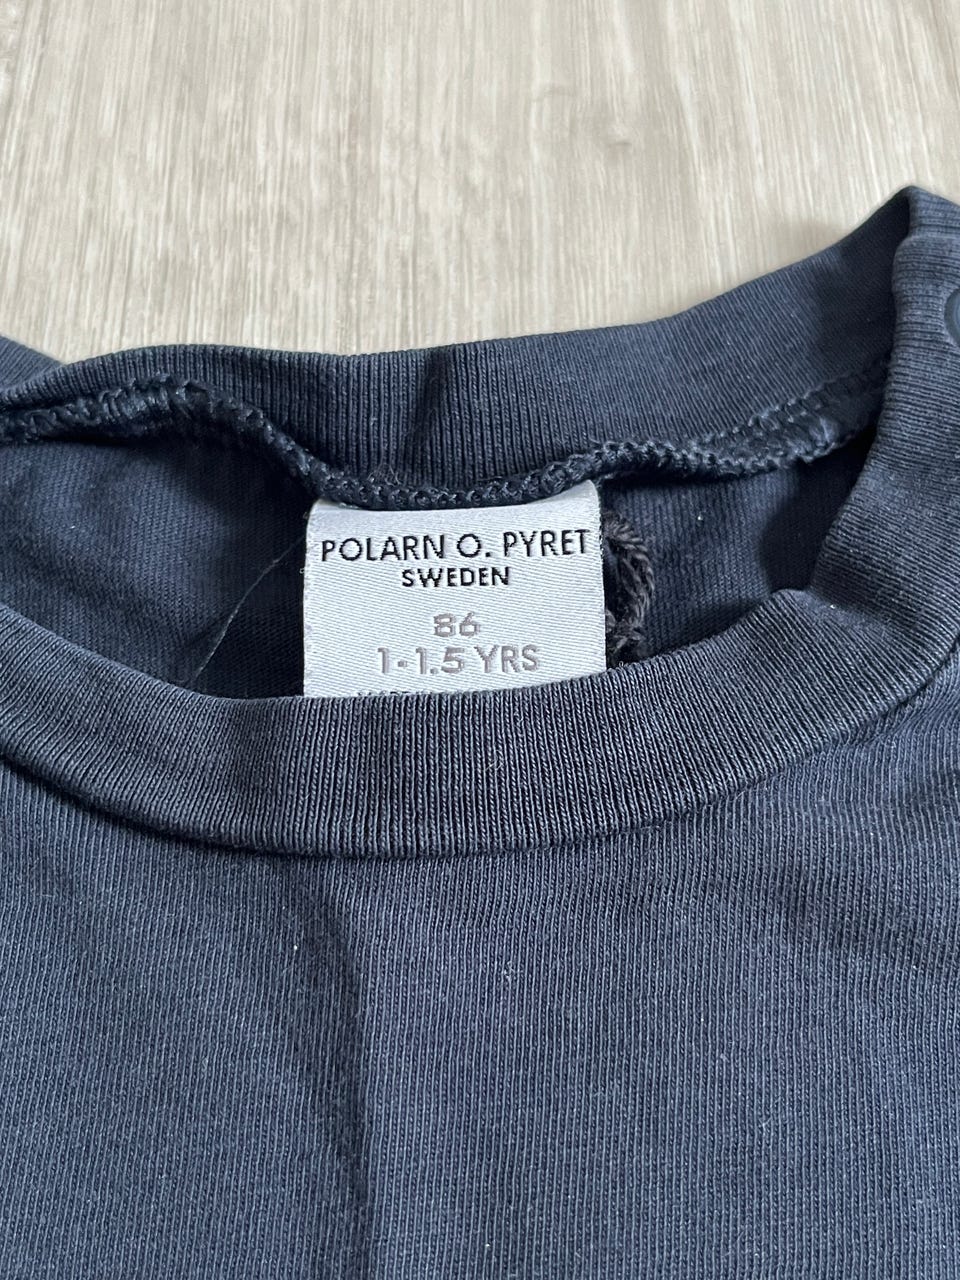 POLARN O. PYRET
SWEDEN
86
1-1.5 YRS